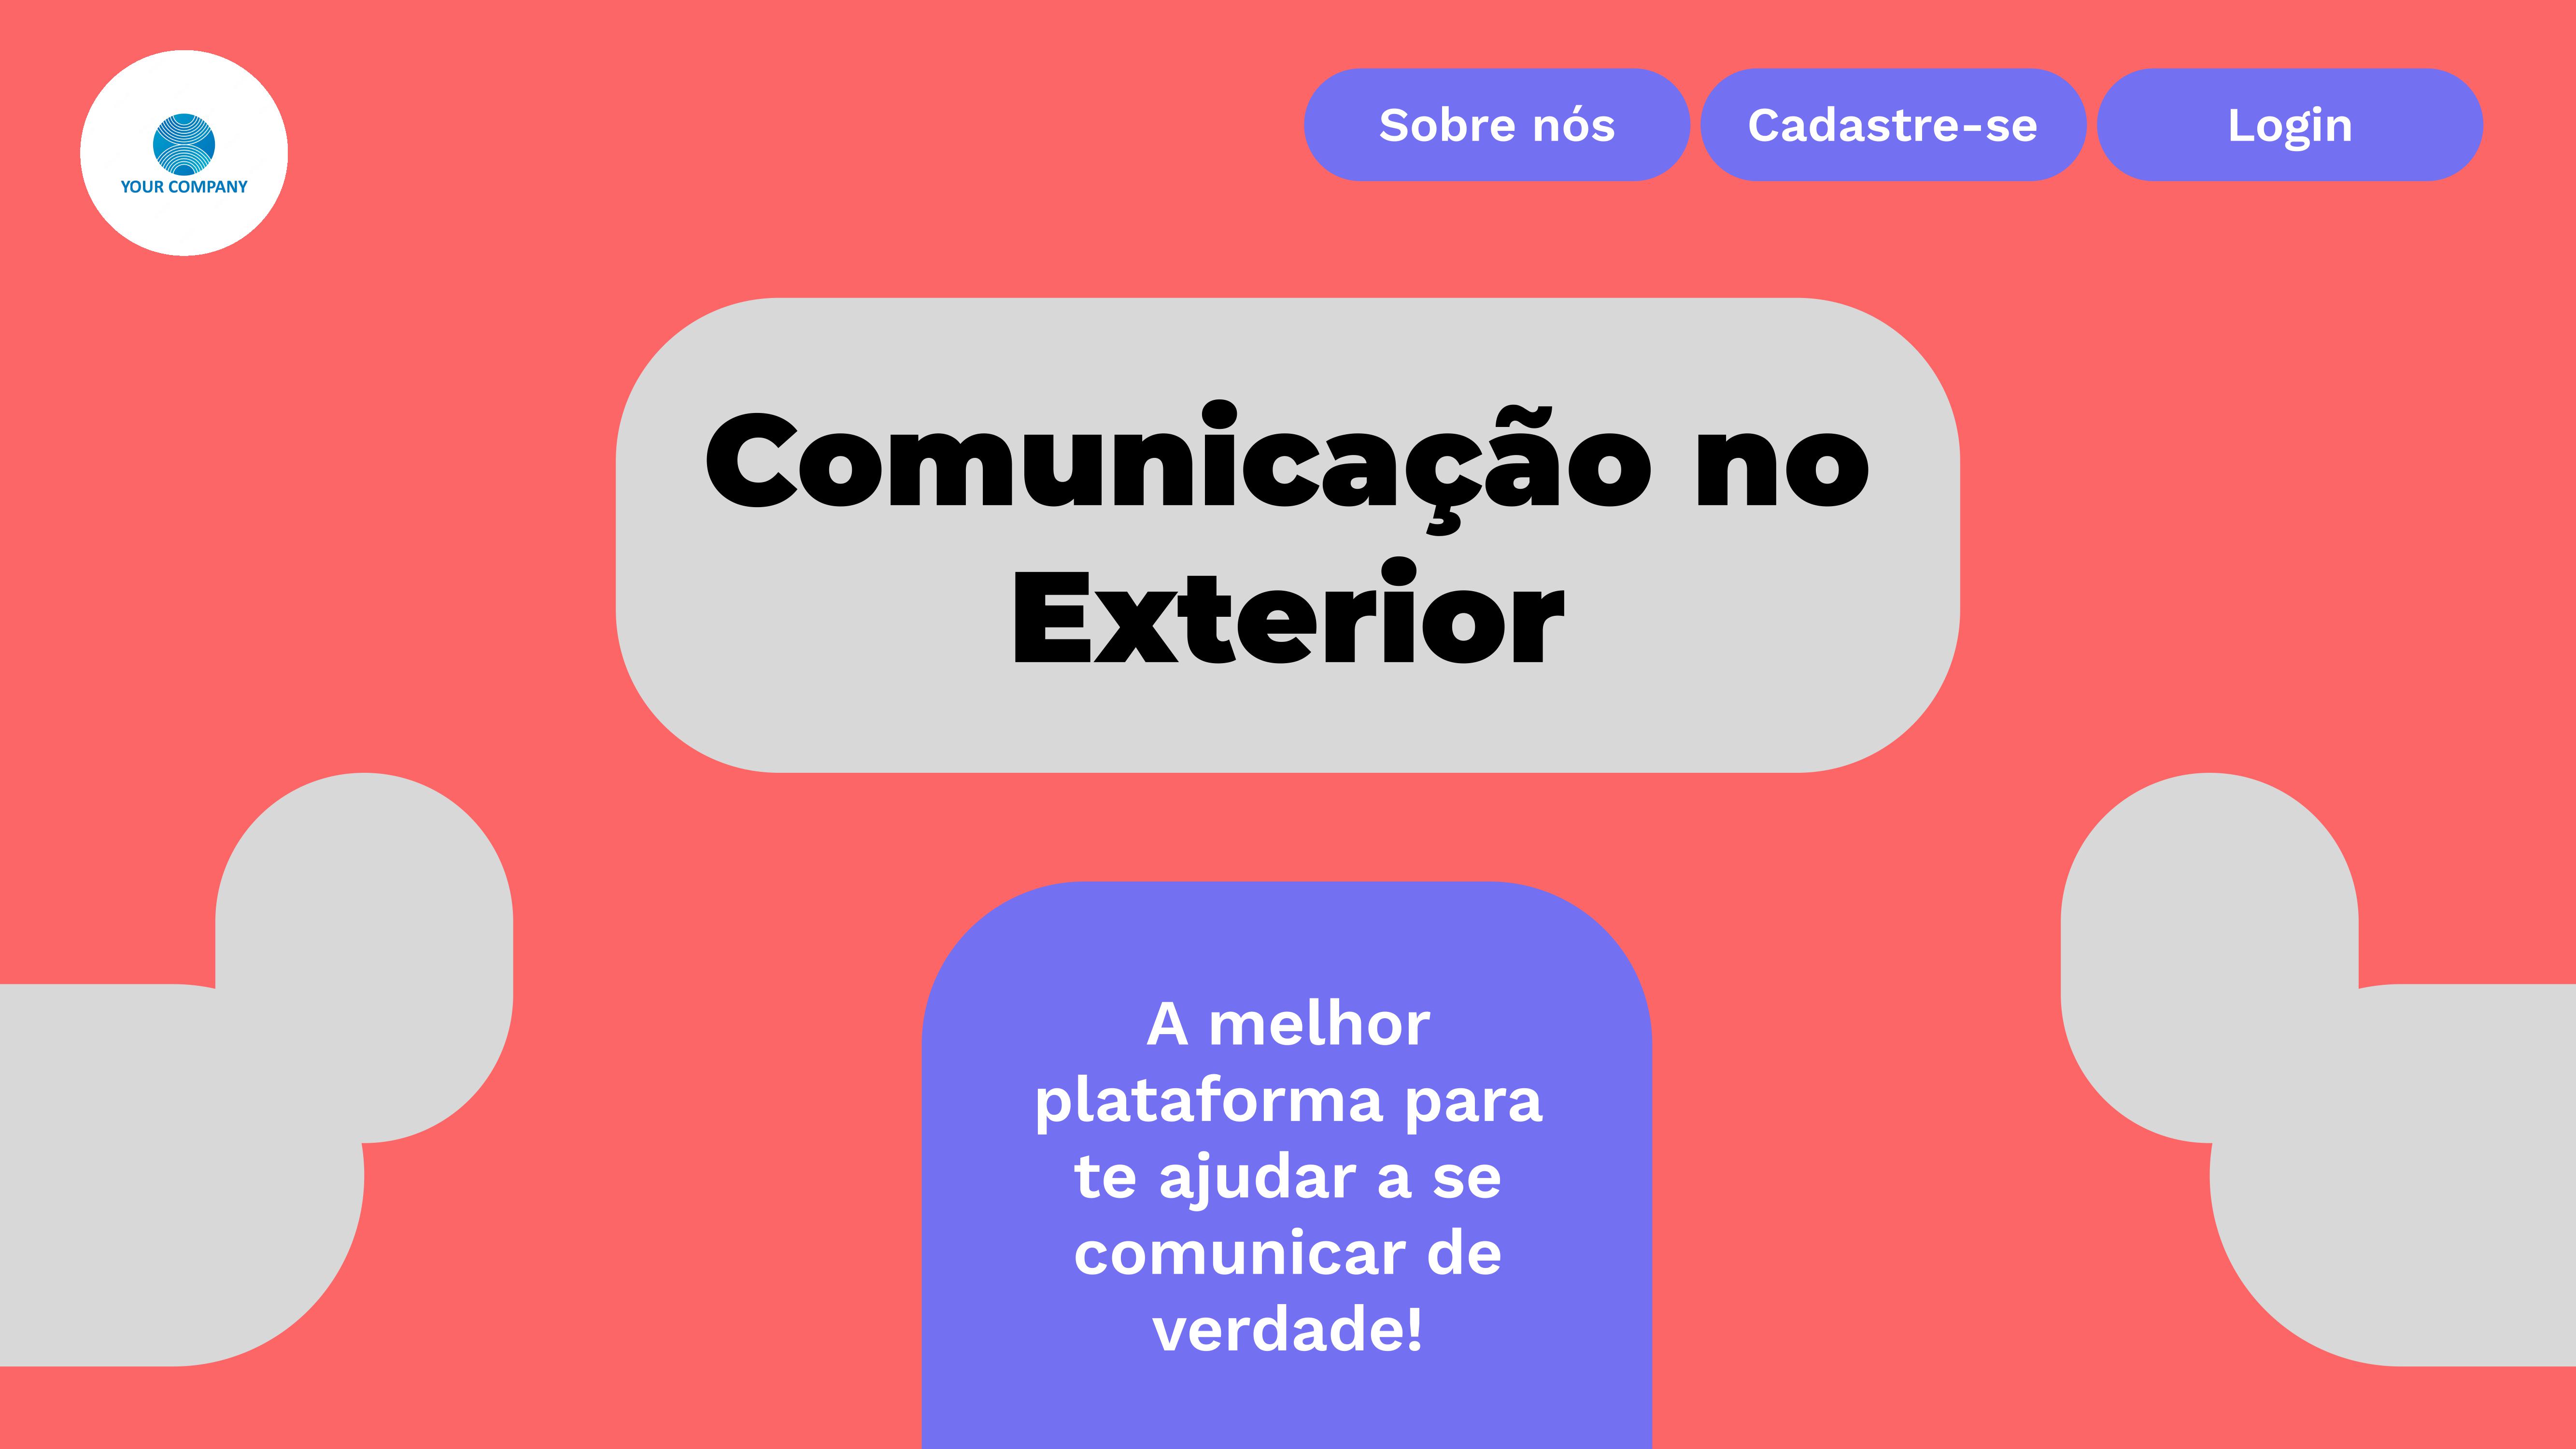 YOUR COMPANY
Sobre nós
Cadastre-se
Login
Comunicação no
Exterior
A melhor
plataforma para
te ajudar a se
comunicar de
verdade!